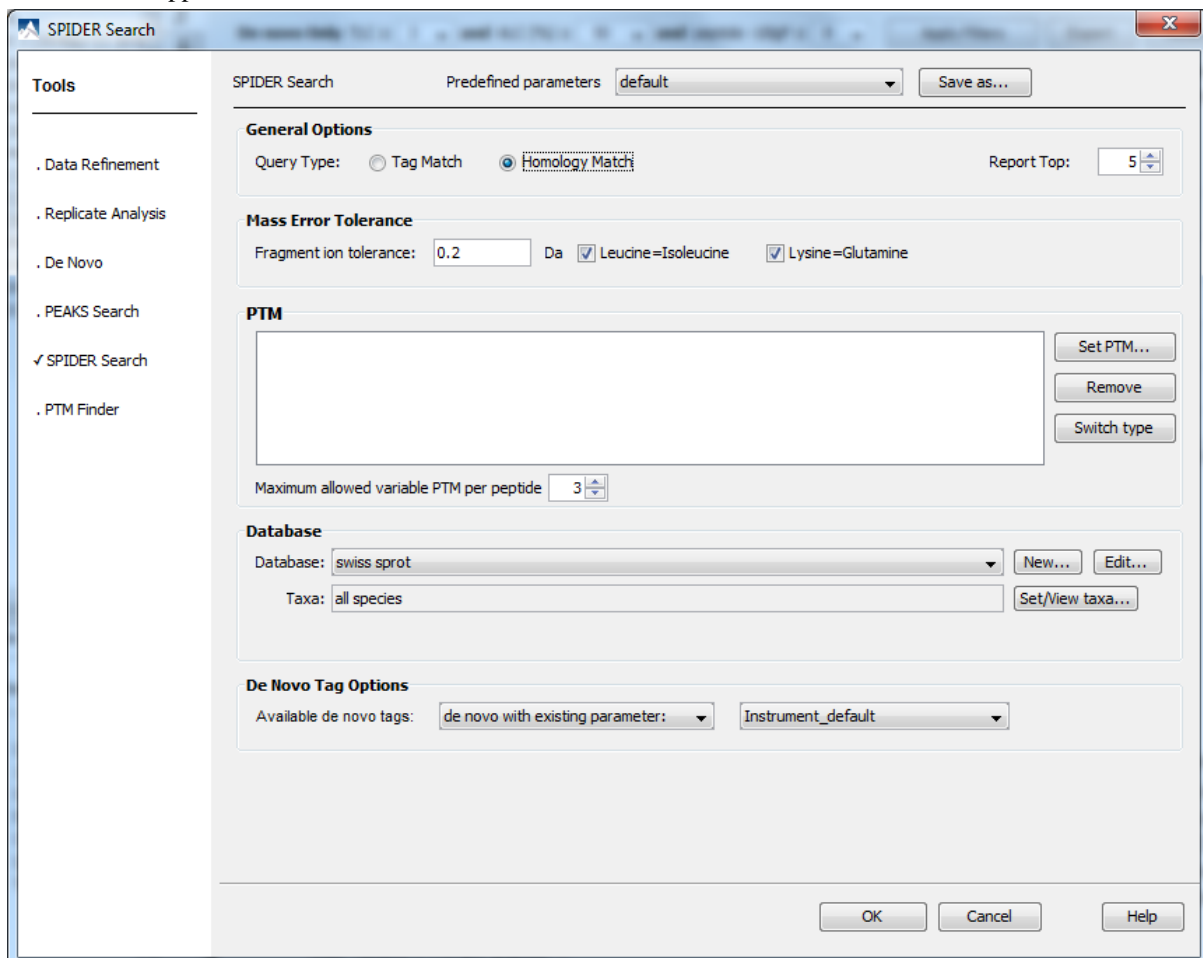 SPIDER Search
Tools
. Data Refinement
. Replicate Analysis
. De Novo
. PEAKS Search
✓ SPIDER Search
. PTM Finder
SPIDER Search Predefined parameters default Save as...
General Options
Query Type: Tag Match Homology Match Report Top: 5
Mass Error Tolerance
Fragment ion tolerance: 0.2 Da Leucine=Isoleucine Lysine=Glutamine
PTM
Set PTM...
Remove
Switch type
Maximum allowed variable PTM per peptide 3
Database
Database: swiss sprot New... Edit...
Taxa: all species Set/View taxa...
De Novo Tag Options
Available de novo tags: de novo with existing parameter: Instrument_default
OK Cancel Help